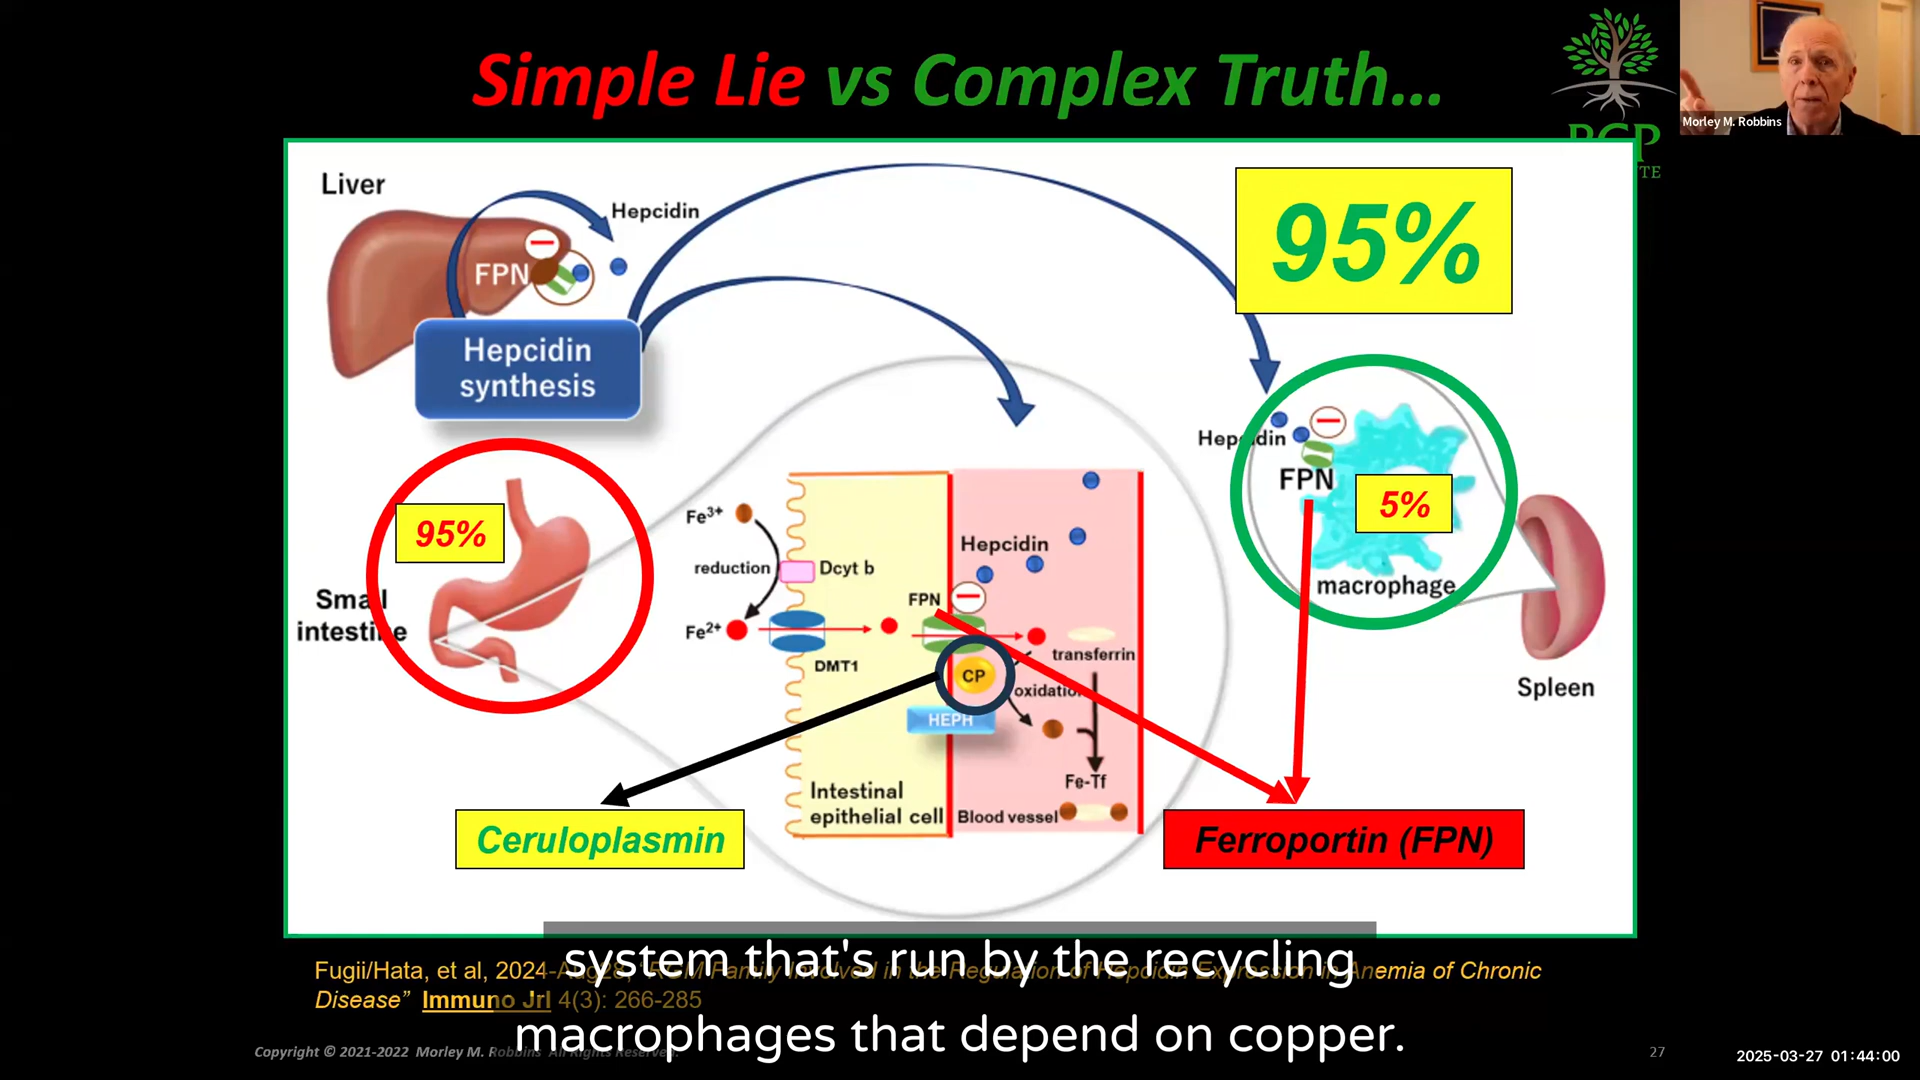 Simple Lie vs Complex Truth...
Morley M. Robbins
Liver
Hepcidin
95%
FPN
Hepcidin
synthesis
Hepcidin
FPN
5%
macrophage
Spleen
95%
Small
intestine
Fe3+
reduction
Dcyt b
Hepcidin
FPN
Fe2+
DMT1
transferrin
CP
oxidation
HEPH
Fe-Tf
Intestinal
epithelial cell
Blood vessel
Ceruloplasmin
Ferroportin (FPN)
Fugii/Hata, et al, 2024-Aug28, "RGM Family Involved in the Regulation of Hepcidin Expression in Anemia of Chronic
Disease" Immuno Jrl 4(3): 266-285
system that's run by the recycling
macrophages that depend on copper.
Copyright © 2021-2022 Morley M. Robbins All Rights Reserved.
27
2025-03-27 01:44:00